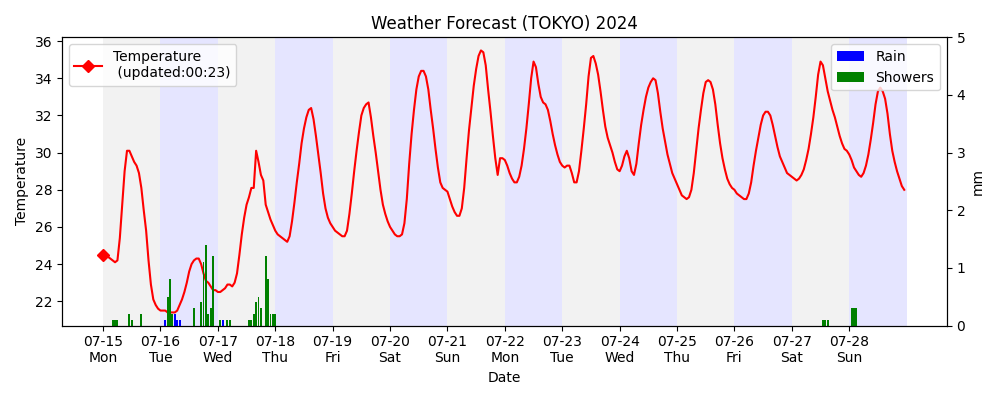 Weather Forecast (TOKYO) 2024
Temperature
(updated:00:23)
Rain
Showers
Temperature
36
34
32
30
28
26
24
22
5
4
3
2
1
0
mm
07-15 07-16 07-17 07-18 07-19 07-20 07-21 07-22 07-23 07-24 07-25 07-26 07-27 07-28
Mon Tue Wed Thu Fri Sat Sun Mon Tue Wed Thu Fri Sat Sun
Date